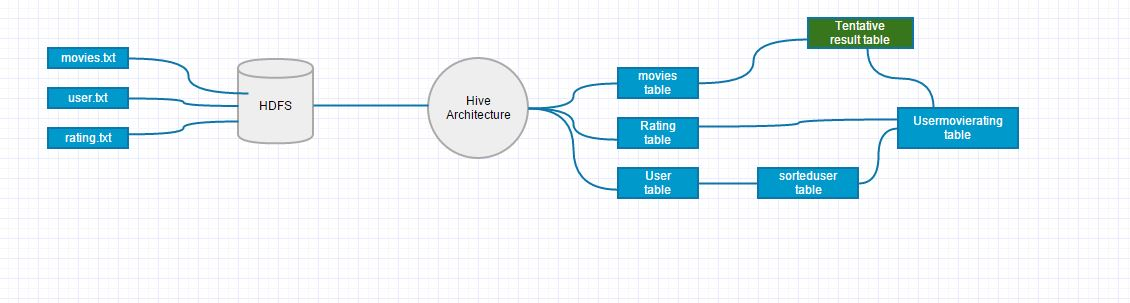 movies.txt
user.txt
rating.txt
HDFS
Hive
Architecture
movies
table
Rating
table
User
table
sorteduser
table
Tentative
result table
Usermovierating
table